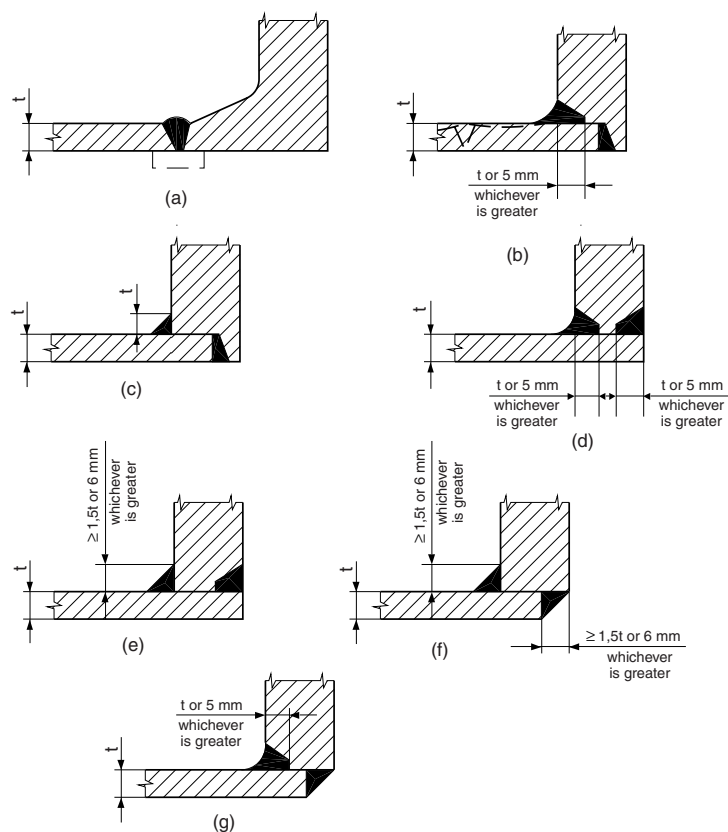 t
(a)
t
t or 5 mm
whichever
is greater
(b)
t
t
(c)
t
t or 5 mm
whichever
is greater
t or 5 mm
whichever
is greater
(d)
≥ 1,5t or 6 mm
whichever
is greater
t
(e)
≥ 1,5t or 6 mm
whichever
is greater
t
(f)
≥ 1,5t or 6 mm
whichever
is greater
t or 5 mm
whichever
is greater
t
(g)